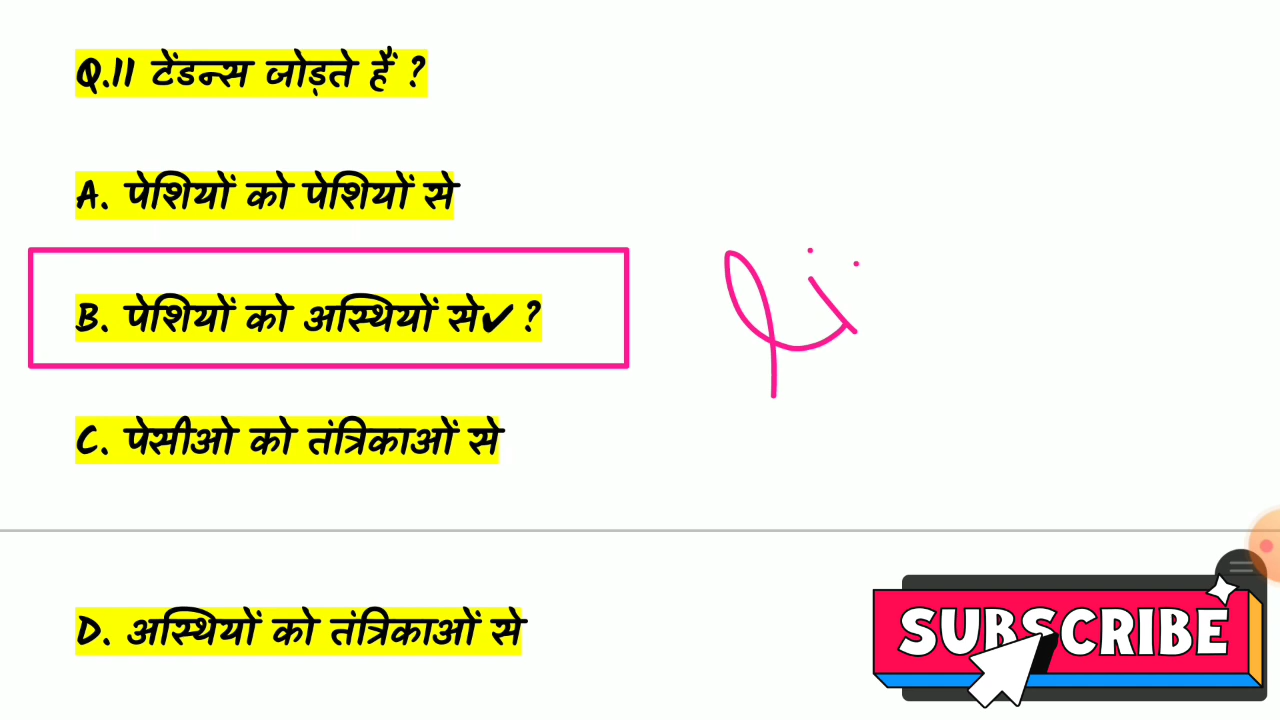 Q.11 टेंडन्स जोड़ते हैं ?
A. पेशियों को पेशियों से
B. पेशियों को अस्थियों से✔ ?
C. पेसीओ को तंत्रिकाओं से
D. अस्थियों को तंत्रिकाओं से
SUBSCRIBE